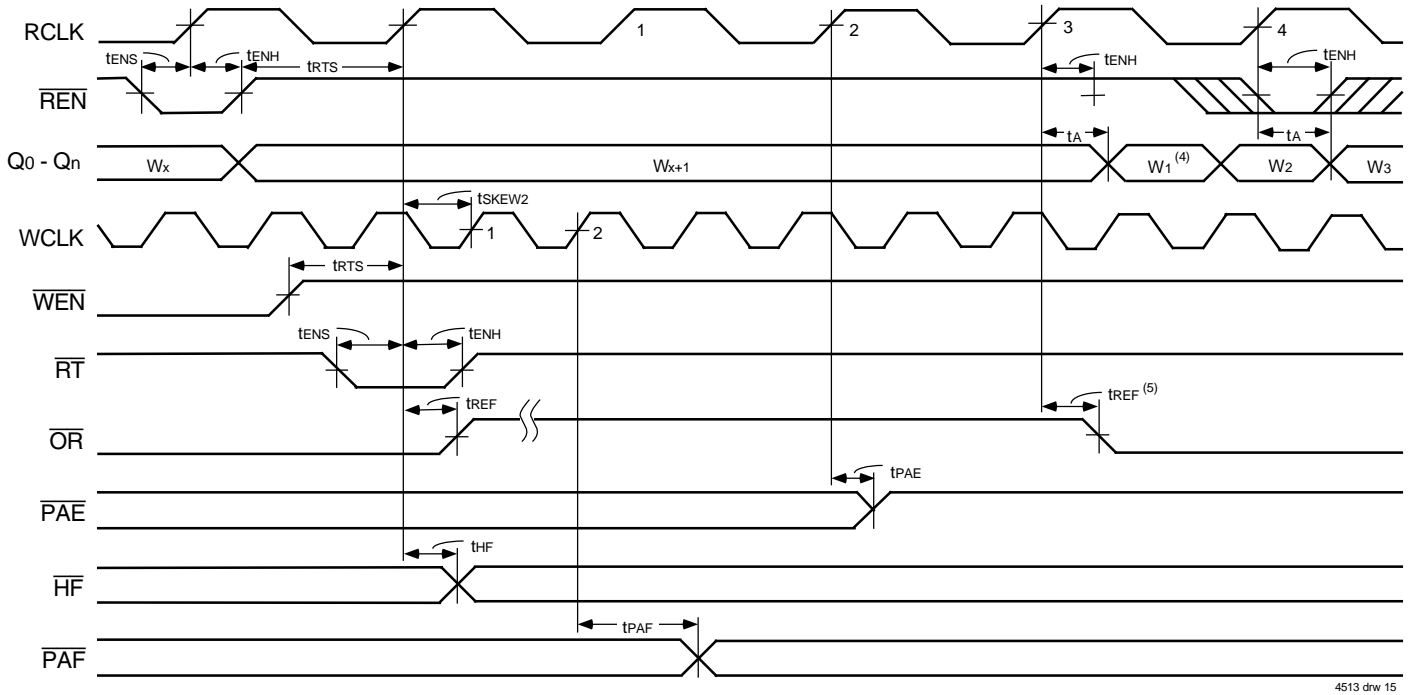 RCLK 1 2 3 4
tENS tENH tRTS tENH tENH
REN
tA tA
Q0 - Qn Wx Wx+1 W1 (4) W2 W3
tSKEW2
WCLK 1 2
tRTS
WEN
tENS tENH
RT
tREF tREF (5)
OR
tPAE
PAE
tHF
HF
tPAF
PAF
4513 drw 15